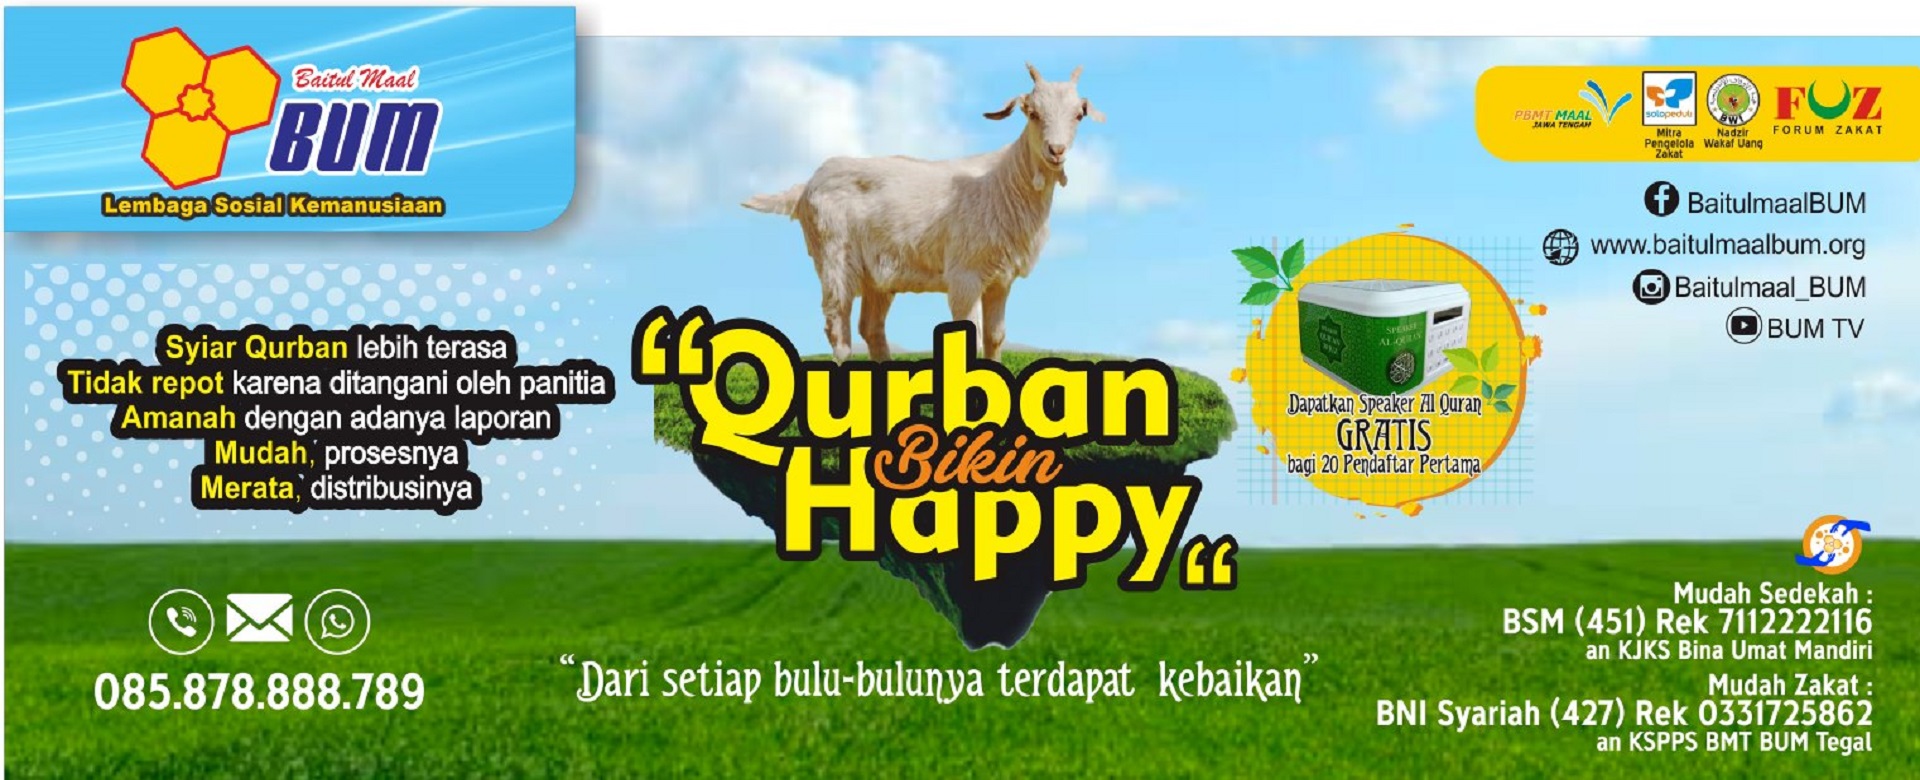 Baitul Maal
BUM
Lembaga Sosial Kemanusiaan
PBMT MAAL
JAWA TENGAH
solopeduli
Mitra
Pengelola
Zakat
BWI
Nadzir
Wakaf Uang
FOZ
FORUM ZAKAT
BaitulmaalBUM
www.baitulmaalbum.org
Baitulmaal_BUM
BUM TV
Syiar Qurban lebih terasa
Tidak repot karena ditangani oleh panitia
Amanah dengan adanya laporan
Mudah, prosesnya
Merata, distribusinya
“Qurban
Bikin
Happy“
SPEAKER
AL-QURAN
Dapatkan Speaker Al Quran
GRATIS
bagi 20 Pendaftar Pertama
085.878.888.789
“Dari setiap bulu-bulunya terdapat kebaikan”
Mudah Sedekah :
BSM (451) Rek 7112222116
an KJKS Bina Umat Mandiri
Mudah Zakat :
BNI Syariah (427) Rek 0331725862
an KSPPS BMT BUM Tegal